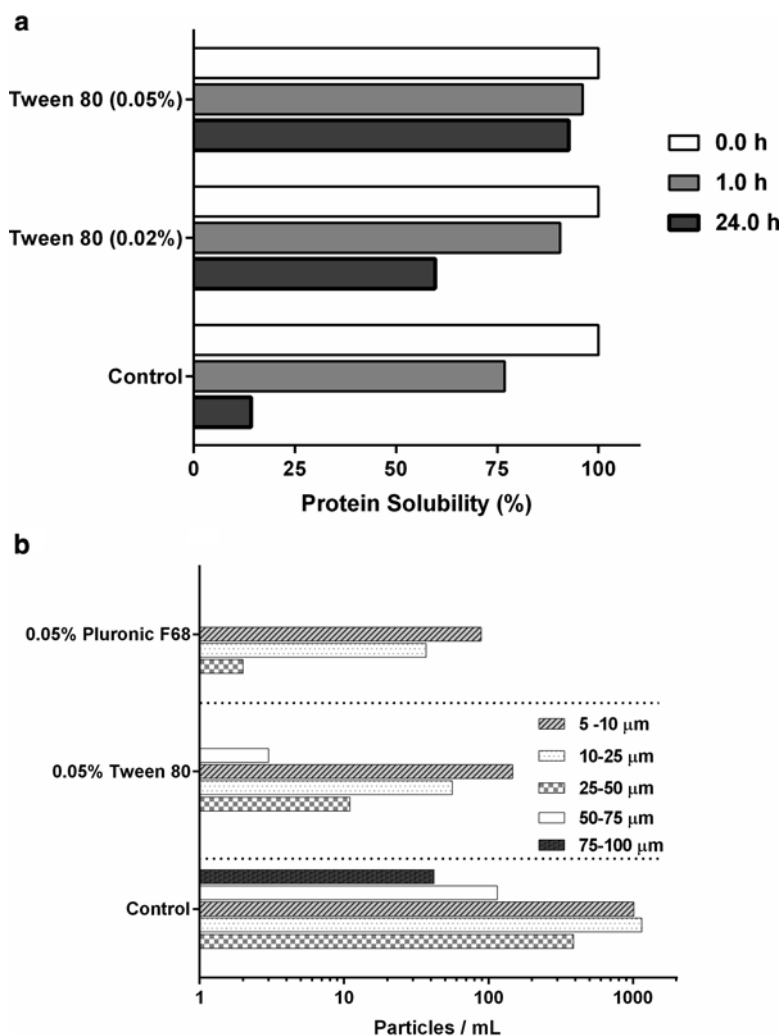 a
Tween 80 (0.05%)
Tween 80 (0.02%)
Control
0.0 h
1.0 h
24.0 h
0 25 50 75 100
Protein Solubility (%)
b
0.05% Pluronic F68
0.05% Tween 80
Control
5 -10 μm
10-25 μm
25-50 μm
50-75 μm
75-100 μm
1 10 100 1000
Particles / mL